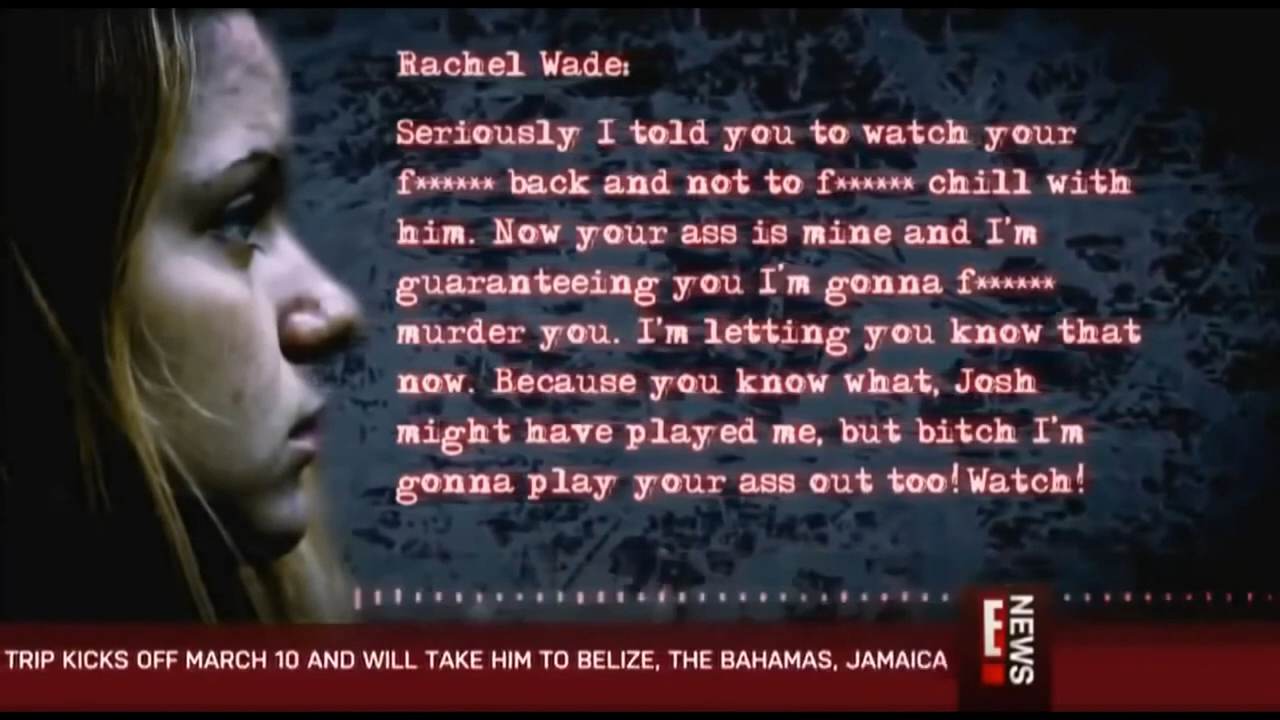 Rachel Wade:
Seriously I told you to watch your
f****** back and not to f****** chill with
him. Now your ass is mine and I'm
guaranteeing you I'm gonna f******
murder you. I'm letting you know that
now. Because you know what, Josh
might have played me, but bitch I'm
gonna play your ass out too! Watch!
TRIP KICKS OFF MARCH 10 AND WILL TAKE HIM TO BELIZE, THE BAHAMAS, JAMAICA
E! NEWS